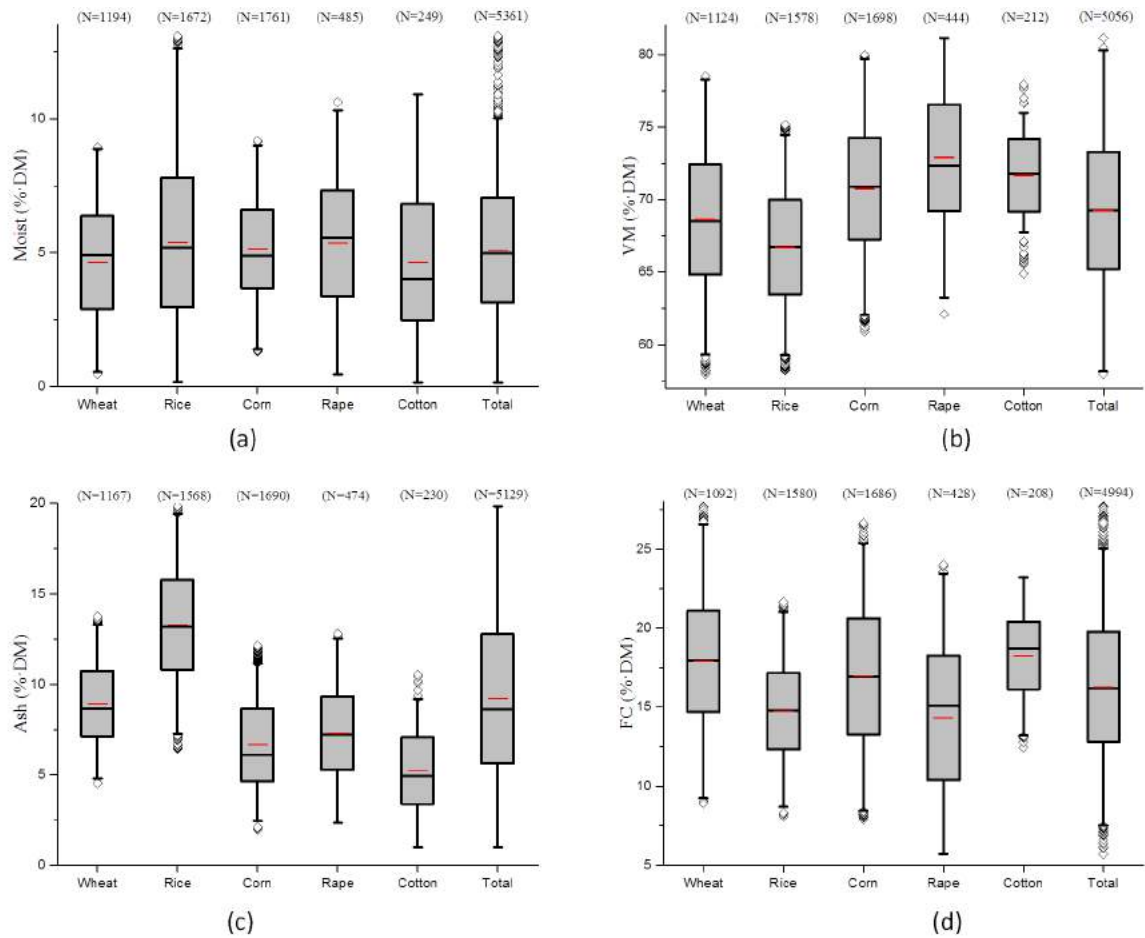 (N=1194) (N=1672) (N=1761) (N=485) (N=249) (N=5361)
10
5
0
Moist (%·DM)
Wheat Rice Corn Rape Cotton Total
(a)
(N=1124) (N=1578) (N=1698) (N=444) (N=212) (N=5056)
80
75
70
65
60
VM (%·DM)
Wheat Rice Corn Rape Cotton Total
(b)
(N=1167) (N=1568) (N=1690) (N=474) (N=230) (N=5129)
20
15
10
5
0
Ash (%·DM)
Wheat Rice Corn Rape Cotton Total
(c)
(N=1092) (N=1580) (N=1686) (N=428) (N=208) (N=4994)
25
20
15
10
5
FC (%·DM)
Wheat Rice Corn Rape Cotton Total
(d)